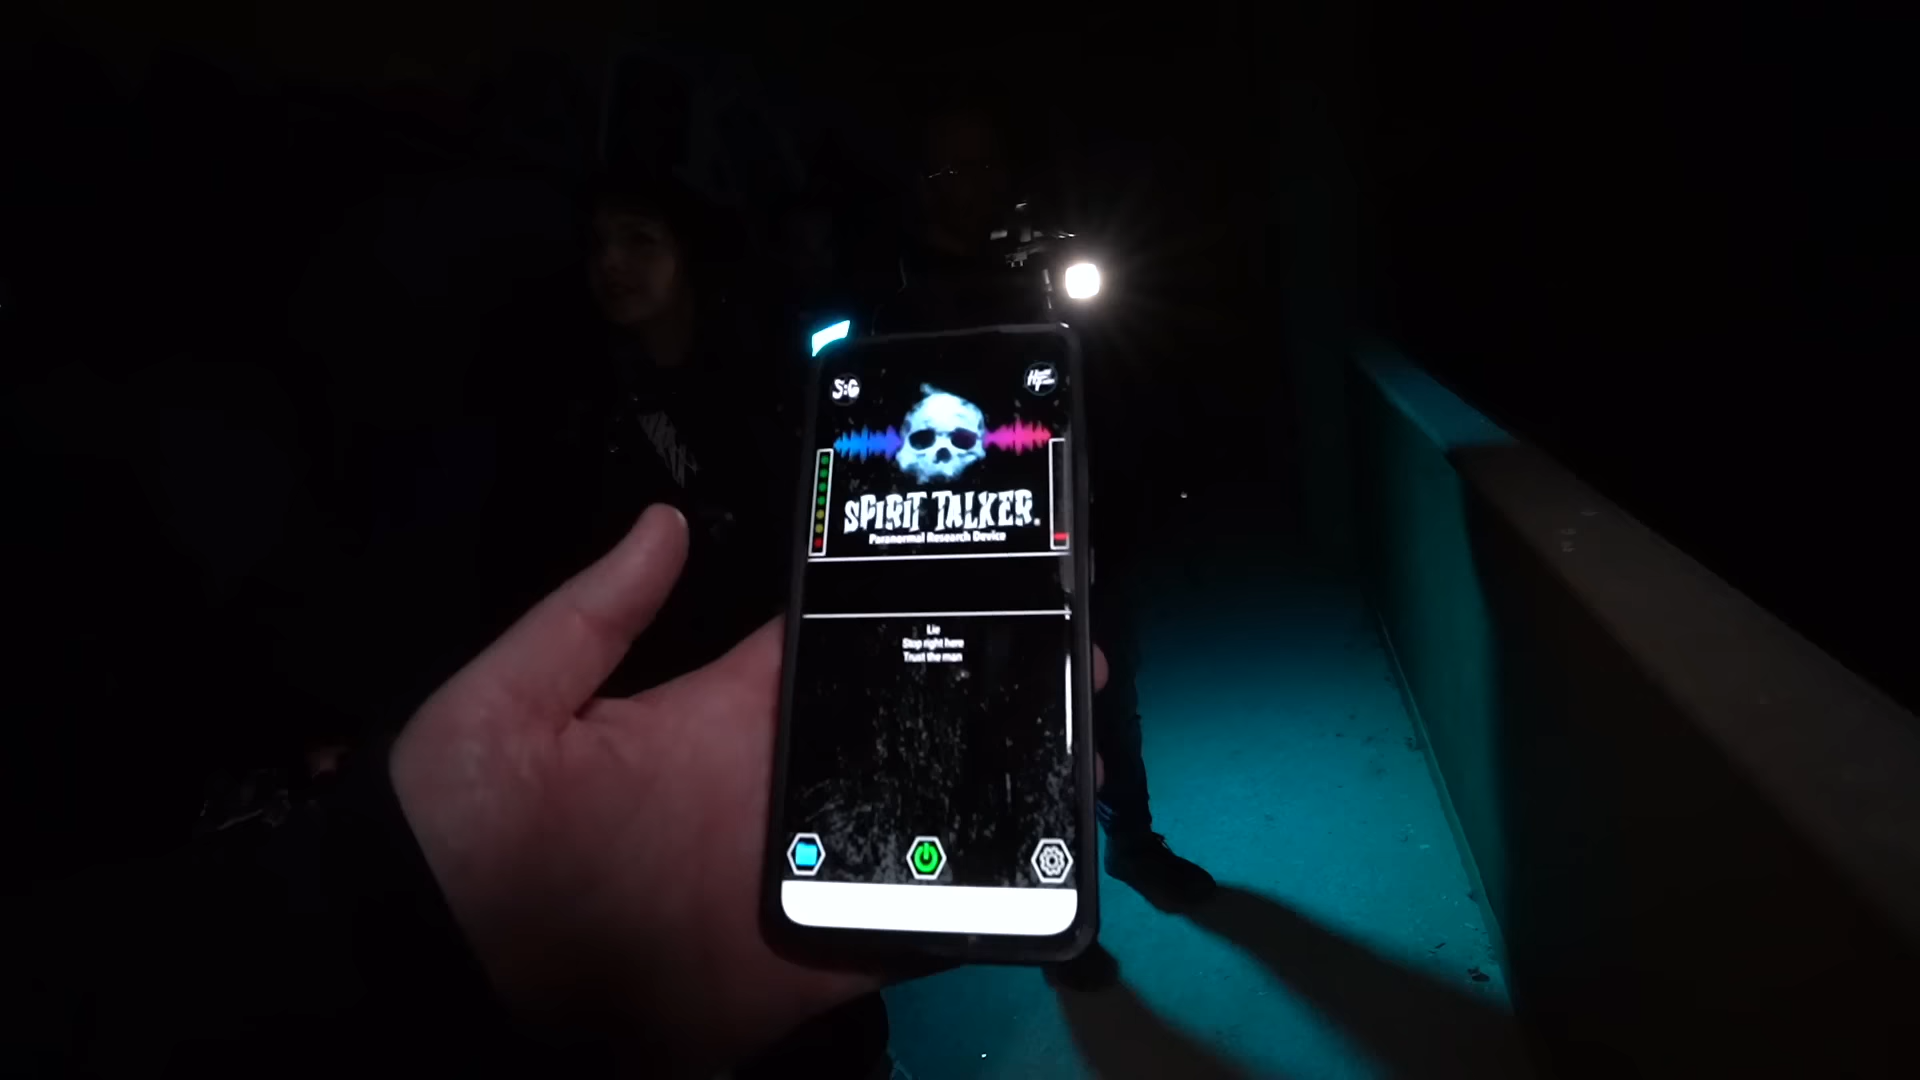 S:G
SPIRIT TALKER.
Paranormal Research Device
Lie
Stop right here
Trust the man